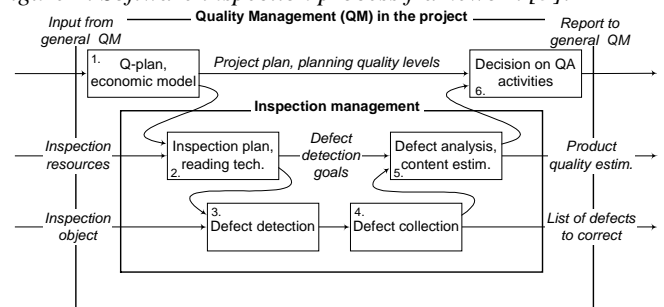 Quality Management (QM) in the project
Input from
general QM
Report to
general QM
1.
Q-plan,
economic model
Project plan, planning quality levels
Decision on QA
activities
6.
Inspection management
Inspection
resources
Inspection plan,
reading tech.
2.
Defect
detection
goals
Defect analysis,
content estim.
5.
Product
quality estim.
Inspection
object
3.
Defect detection
4.
Defect collection
List of defects
to correct